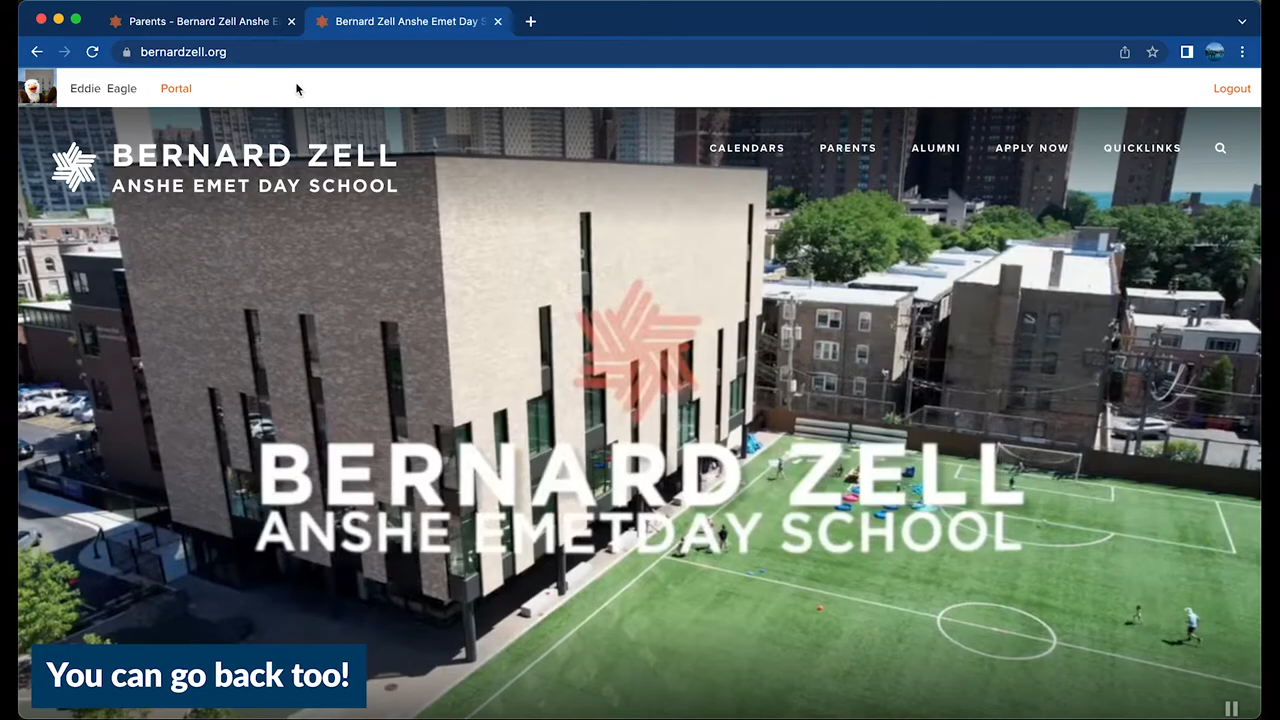 Parents - Bernard Zell Anshe E
Bernard Zell Anshe Emet Day S
bernardzell.org
Eddie Eagle
Portal
Logout
BERNARD ZELL
ANSHE EMET DAY SCHOOL
CALENDARS
PARENTS
ALUMNI
APPLY NOW
QUICKLINKS
BERNARD ZELL
ANSHE EMET DAY SCHOOL
You can go back too!